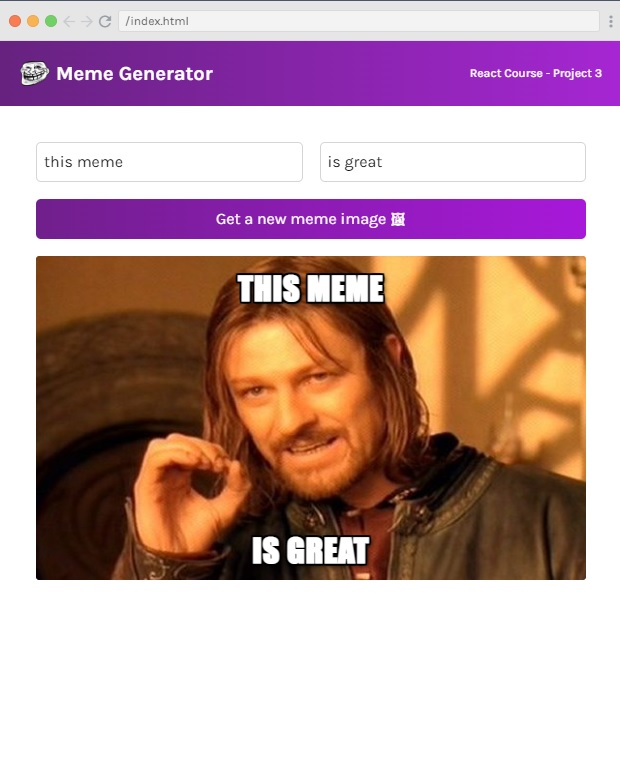 /index.html
Meme Generator
React Course - Project 3
this meme
is great
Get a new meme image 🖼
THIS MEME
IS GREAT